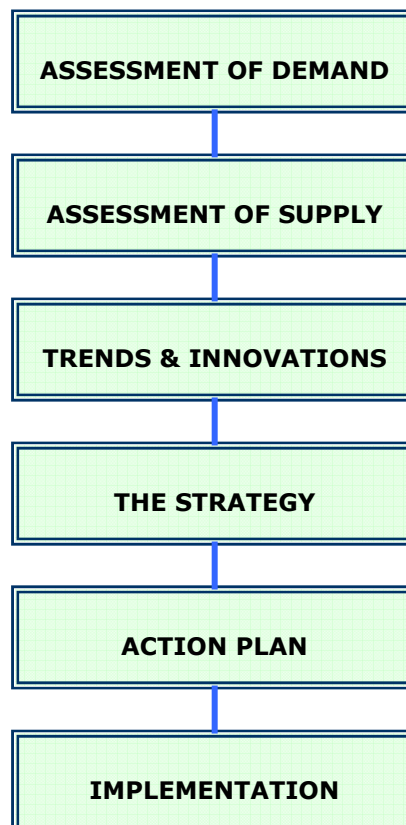 ASSESSMENT OF DEMAND
ASSESSMENT OF SUPPLY
TRENDS & INNOVATIONS
THE STRATEGY
ACTION PLAN
IMPLEMENTATION